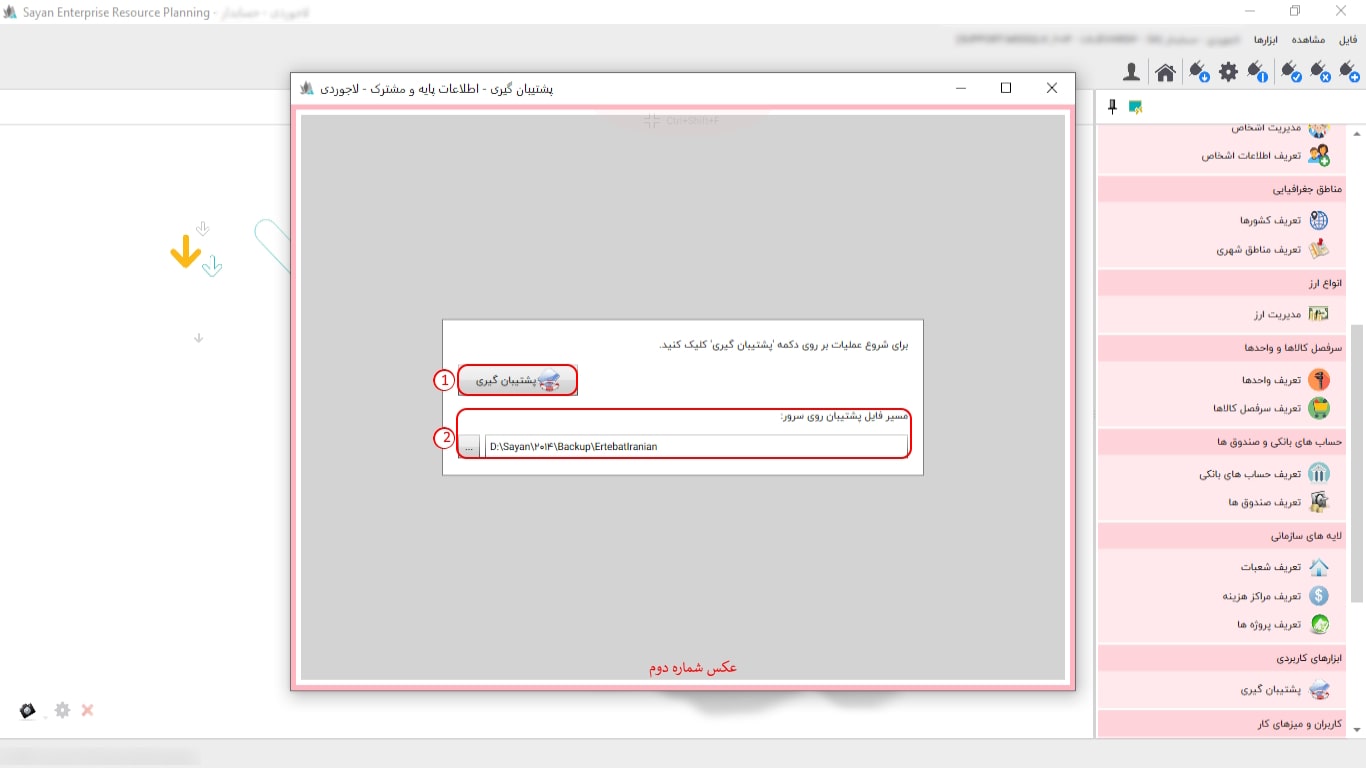 Sayan Enterprise Resource Planning -
فایل مشاهده ابزارها
پشتیبان گیری - اطلاعات پایه و مشترک - لاجوردی
Ctrl+Shift+F
برای شروع عملیات بر روی دکمه 'پشتیبان گیری' کلیک کنید.
1
پشتیبان گیری
2
مسیر فایل پشتیبان روی سرور:
...
D:\Sayan\۲۰۱۴\Backup\ErtebatIranian
عکس شماره دوم
مدیریت اشخاص
تعریف اطلاعات اشخاص
مناطق جغرافیایی
تعریف کشورها
تعریف مناطق شهری
انواع ارز
مدیریت ارز
سرفصل کالاها و واحدها
تعریف واحدها
تعریف سرفصل کالاها
حساب های بانکی و صندوق ها
تعریف حساب های بانکی
تعریف صندوق ها
لایه های سازمانی
تعریف شعبات
تعریف مراکز هزینه
تعریف پروژه ها
ابزارهای کاربردی
پشتیبان گیری
کاربران و میزهای کار